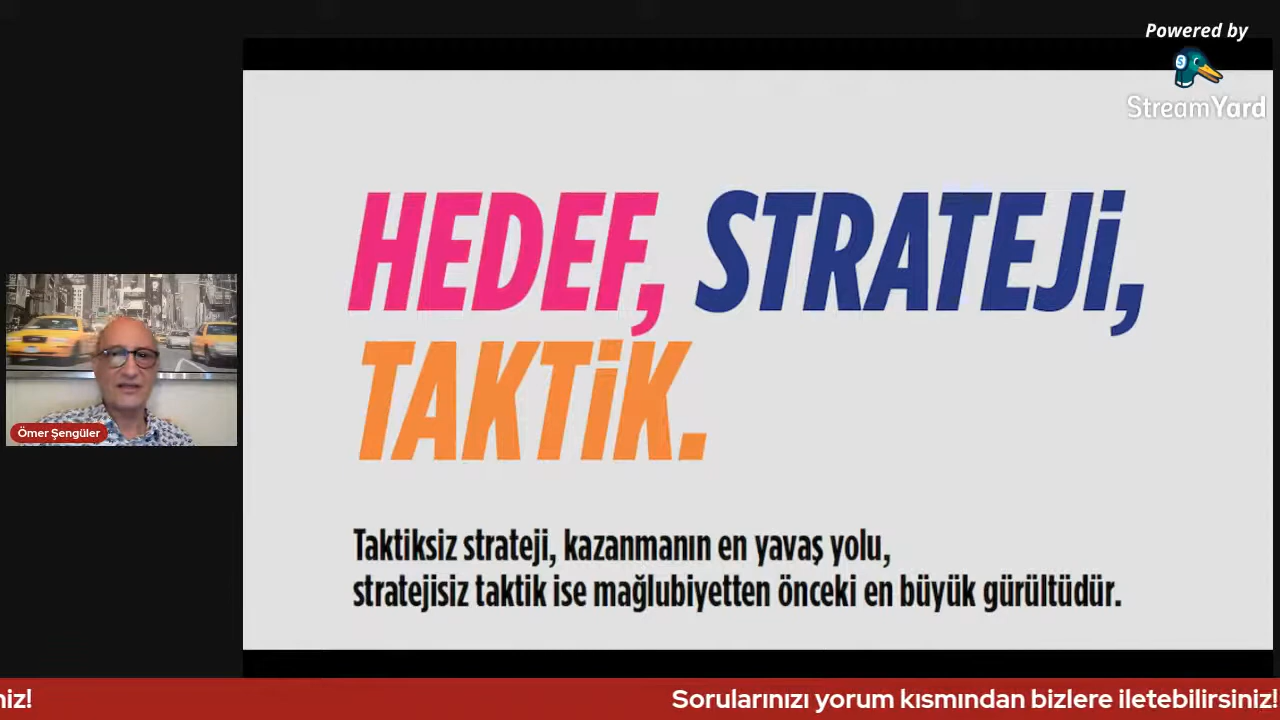 Powered by
StreamYard
HEDEF, STRATEJİ,
TAKTİK.
Taktiksiz strateji, kazanmanın en yavaş yolu,
stratejisiz taktik ise mağlubiyetten önceki en büyük gürültüdür.
Ömer Şengüler
niz!
Sorularınızı yorum kısmından bizlere iletebilirsiniz!